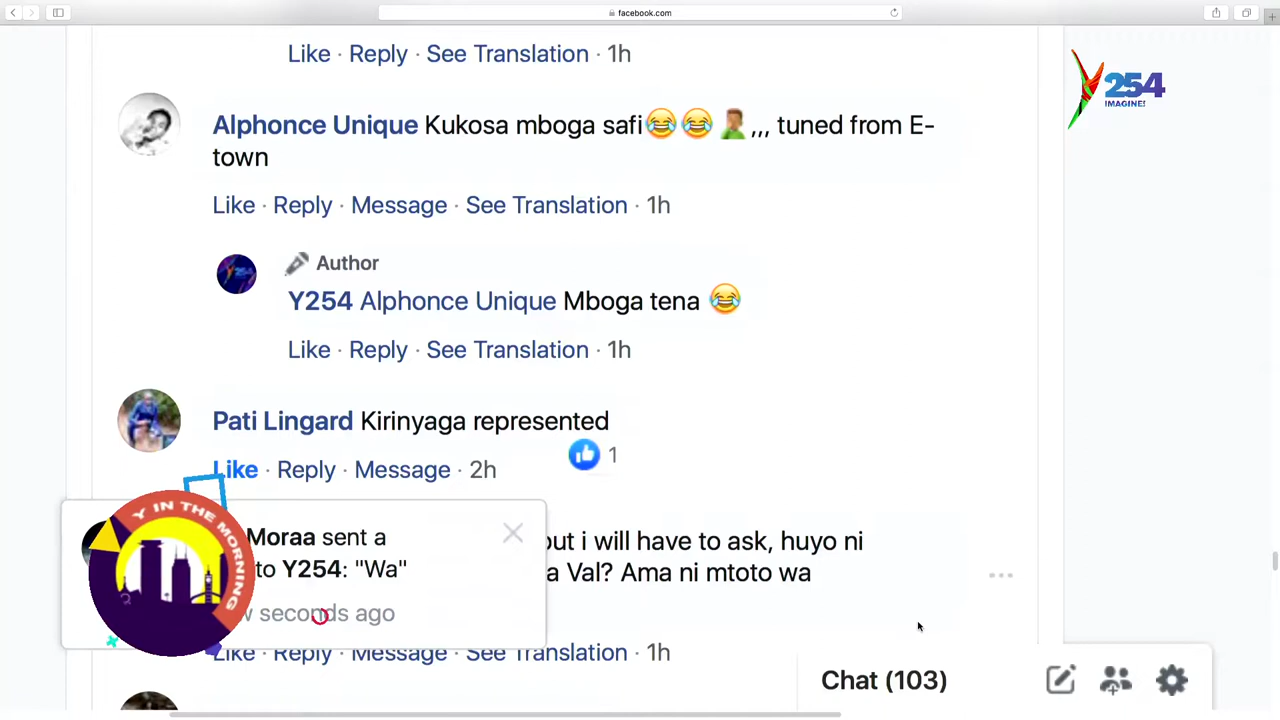 facebook.com
Like · Reply · See Translation · 1h
254
IMAGINE!
Alphonce Unique Kukosa mboga safi😂😂🤦🏽‍♂️,,, tuned from E-
town
Like · Reply · Message · See Translation · 1h
Author
Y254 Alphonce Unique Mboga tena 😂
Like · Reply · See Translation · 1h
Pati Lingard Kirinyaga represented
1
Like · Reply · Message · 2h
Y IN THE MORNING
Moraa sent a
to Y254: "Wa"
seconds ago
but i will have to ask, huyo ni
a Val? Ama ni mtoto wa
Like · Reply · Message · See Translation · 1h
Chat (103)